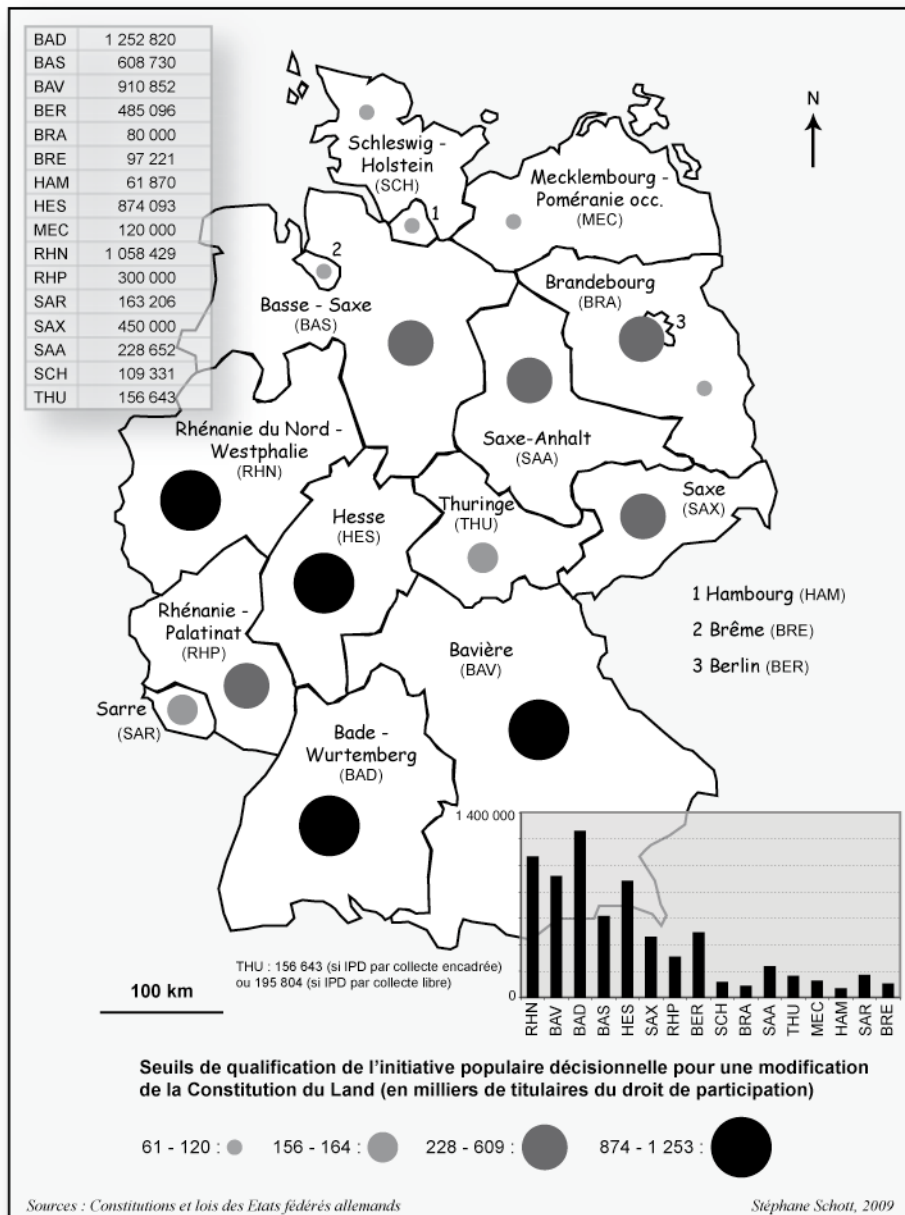 BAD 1 252 820
BAS 608 730
BAV 910 852
BER 485 096
BRA 80 000
BRE 97 221
HAM 61 870
HES 874 093
MEC 120 000
RHN 1 058 429
RHP 300 000
SAR 163 206
SAX 450 000
SAA 228 652
SCH 109 331
THU 156 643
N
Schleswig -
Holstein
(SCH)
Mecklembourg -
Poméranie occ.
(MEC)
1
2
Basse - Saxe
(BAS)
Brandebourg
(BRA)
3
Saxe-Anhalt
(SAA)
Rhénanie du Nord -
Westphalie
(RHN)
Hesse
(HES)
Thuringe
(THU)
Saxe
(SAX)
Rhénanie -
Palatinat
(RHP)
Sarre
(SAR)
Bavière
(BAV)
Bade -
Wurtemberg
(BAD)
1 Hambourg (HAM)
2 Brême (BRE)
3 Berlin (BER)
1 400 000
0
RHN
BAV
BAD
BAS
HES
SAX
RHP
BER
SCH
BRA
SAA
THU
MEC
HAM
SAR
BRE
THU : 156 643 (si IPD par collecte encadrée)
ou 195 804 (si IPD par collecte libre)
100 km
Seuils de qualification de l'initiative populaire décisionnelle pour une modification
de la Constitution du Land (en milliers de titulaires du droit de participation)
61 - 120 : 156 - 164 : 228 - 609 : 874 - 1 253 :
Sources : Constitutions et lois des Etats fédérés allemands
Stéphane Schott, 2009